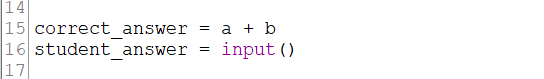 14
15 correct_answer = a + b
16 student_answer = input()
17